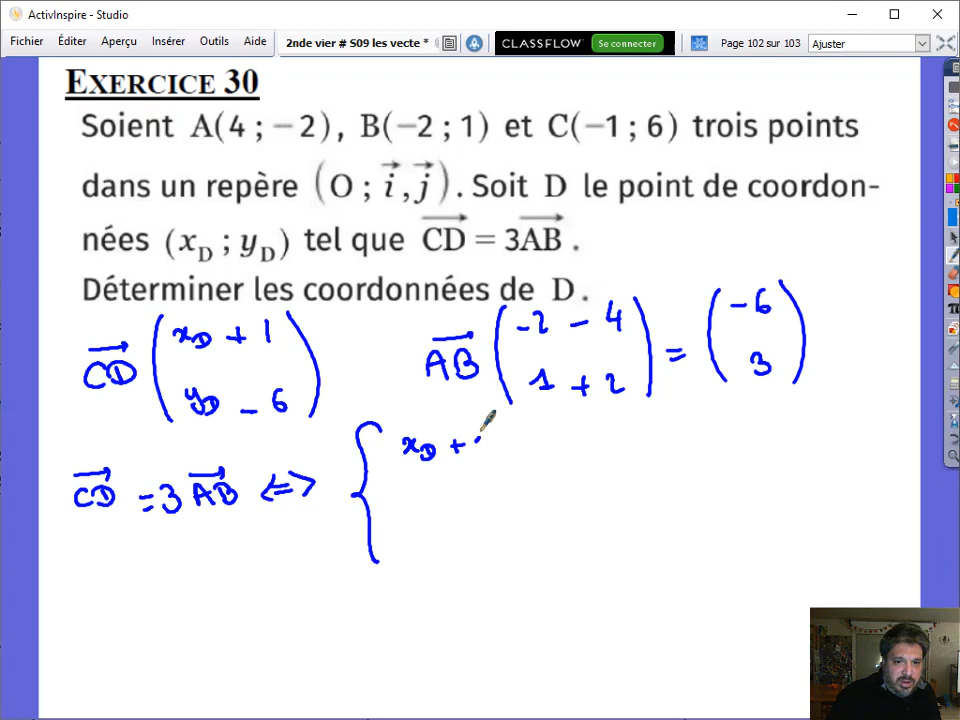 ActivInspire - Studio
Fichier Éditer Aperçu Insérer Outils Aide 2nde vier # S09 les vecte * CLASSFLOW Se connecter Page 102 sur 103 Ajuster
EXERCICE 30
Soient A(4 ; −2), B(−2 ; 1) et C(−1 ; 6) trois points
dans un repère (O ; i⃗, j⃗). Soit D le point de coordon-
nées (x_D ; y_D) tel que CD⃗ = 3AB⃗ .
Déterminer les coordonnées de D .
CD⃗ (x_D + 1 ; y_D − 6) AB⃗ (-2 − 4 ; 1 + 2) = (-6 ; 3)
CD⃗ = 3 AB⃗ ⟺ { x_D +